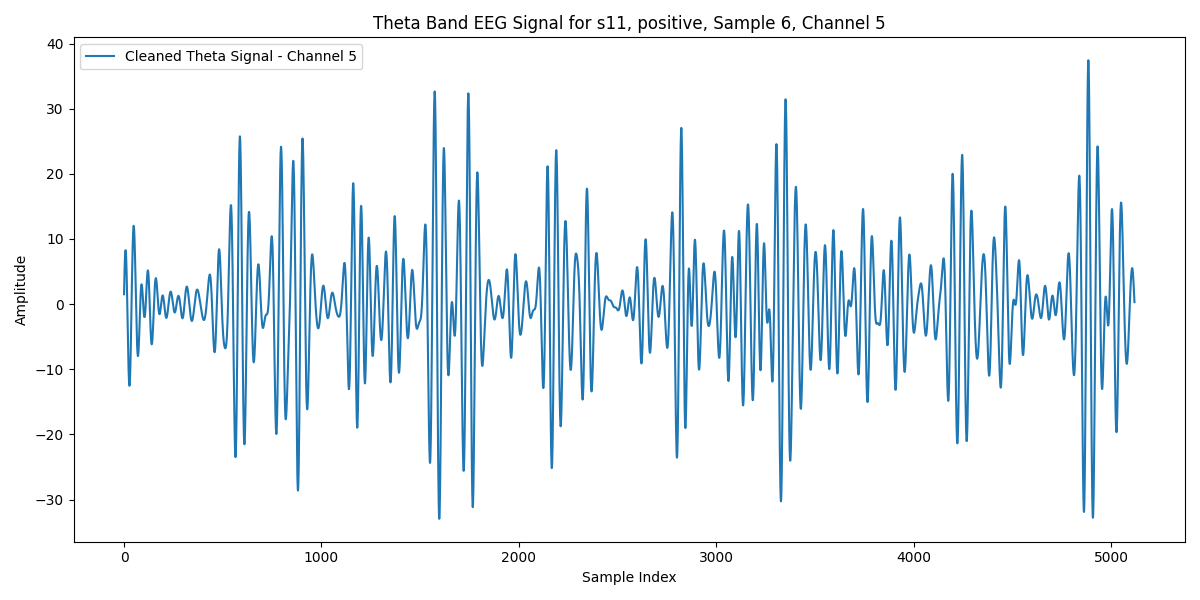 Theta Band EEG Signal for s11, positive, Sample 6, Channel 5
Cleaned Theta Signal - Channel 5
Amplitude
40
30
20
10
0
−10
−20
−30
0 1000 2000 3000 4000 5000
Sample Index